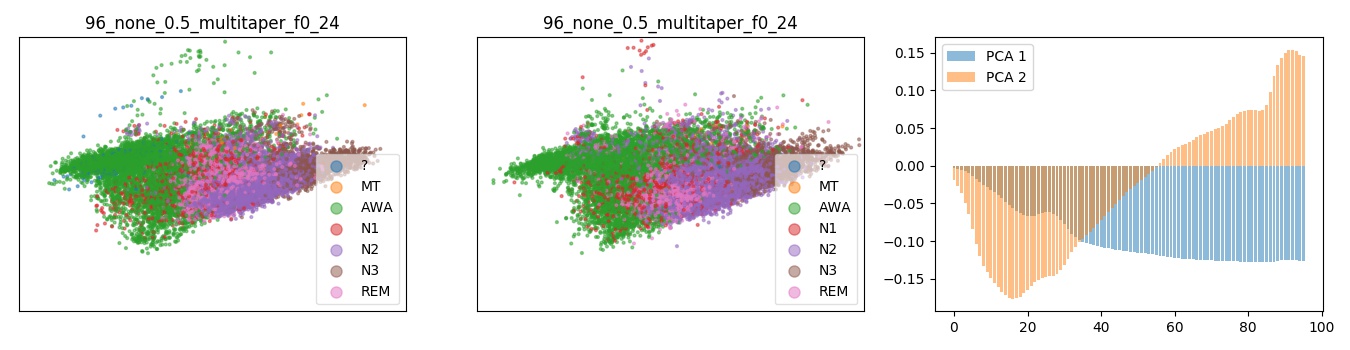 96_none_0.5_multitaper_f0_24
?
MT
AWA
N1
N2
N3
REM
96_none_0.5_multitaper_f0_24
?
MT
AWA
N1
N2
N3
REM
PCA 1
PCA 2
0.15
0.10
0.05
0.00
−0.05
−0.10
−0.15
0 20 40 60 80 100